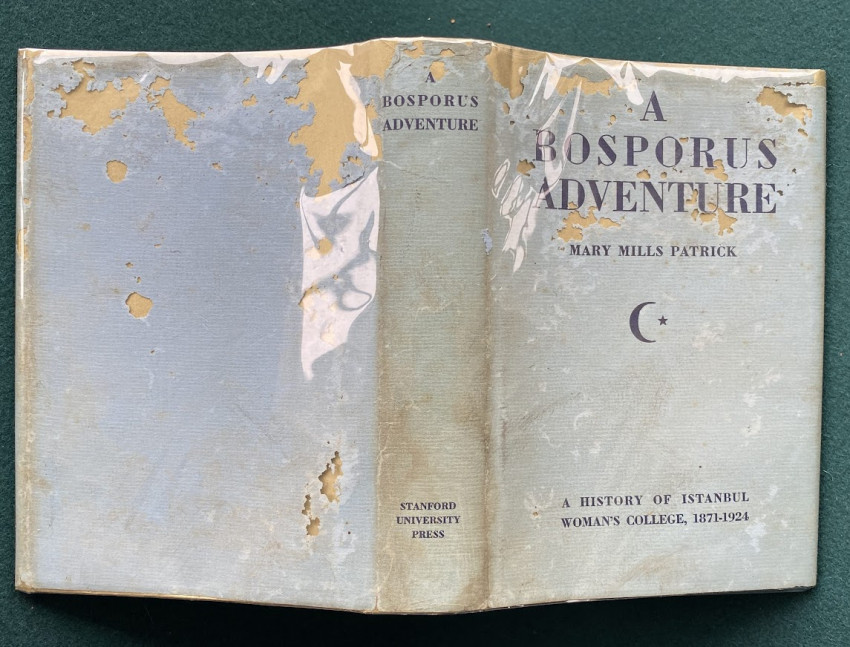 A
BOSPORUS
ADVENTURE
STANFORD
UNIVERSITY
PRESS
A
BOSPORUS
ADVENTURE
MARY MILLS PATRICK
A HISTORY OF ISTANBUL
WOMAN'S COLLEGE, 1871-1924